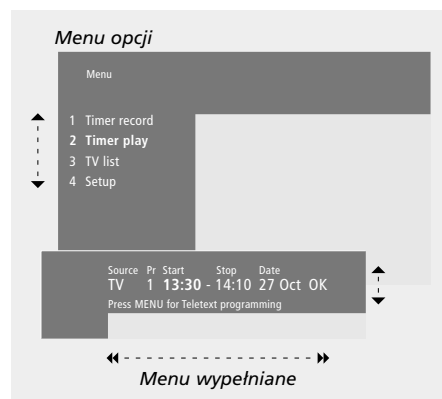 Menu opcji
Menu
1 Timer record
2 Timer play
3 TV list
4 Setup
Source Pr Start Stop Date
TV 1 13:30 - 14:10 27 Oct OK
Press MENU for Teletext programming
Menu wypełniane